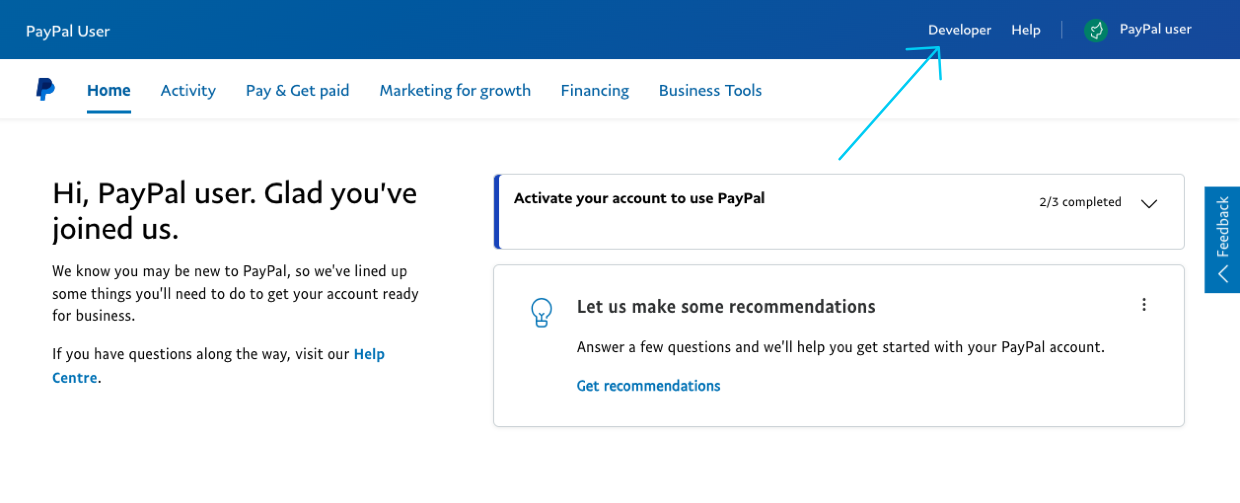 PayPal User
Developer Help PayPal user
Home Activity Pay & Get paid Marketing for growth Financing Business Tools
Hi, PayPal user. Glad you've
joined us.
We know you may be new to PayPal, so we've lined up
some things you'll need to do to get your account ready
for business.
If you have questions along the way, visit our Help
Centre.
Activate your account to use PayPal
2/3 completed
Let us make some recommendations
Answer a few questions and we'll help you get started with your PayPal account.
Get recommendations
Feedback